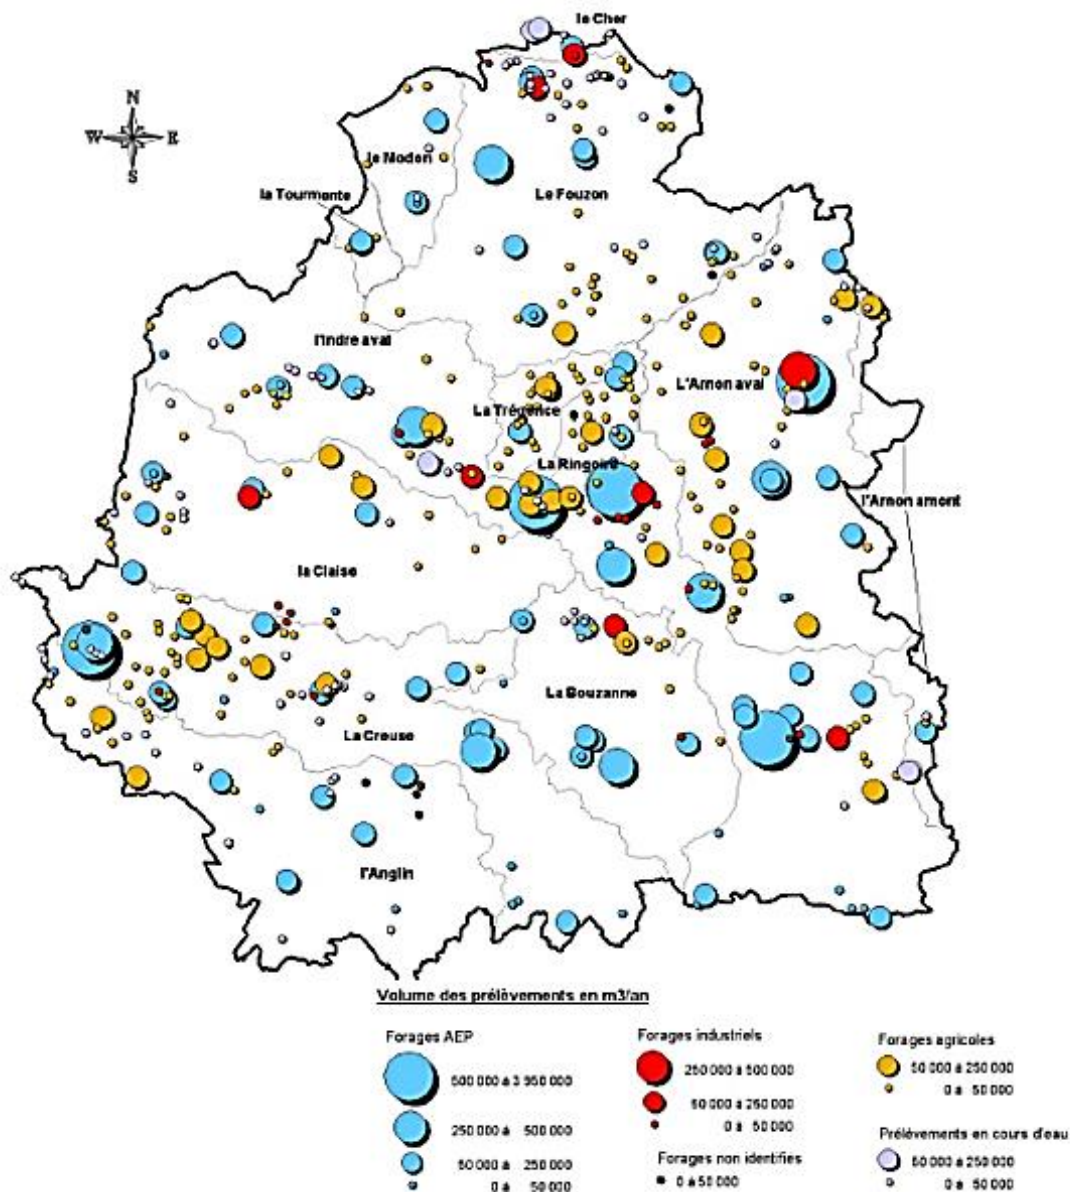 le Cher
N
W E
S
le Modon
la Tourmente
Le Fouzon
l'Indre aval
L'Arnon aval
La Trégonce
La Ringoire
l'Arnon amont
la Claise
La Bouzanne
La Creuse
l'Anglin
Volume des prélèvements en m3/an
Forages AEP
500 000 à 3 950 000
250 000 à 500 000
50 000 à 250 000
0 à 50 000
Forages industriels
250 000 à 500 000
50 000 à 250 000
0 à 50 000
Forages non identifiés
0 à 50 000
Forages agricoles
50 000 à 250 000
0 à 50 000
Prélèvements en cours d'eau
50 000 à 250 000
0 à 50 000